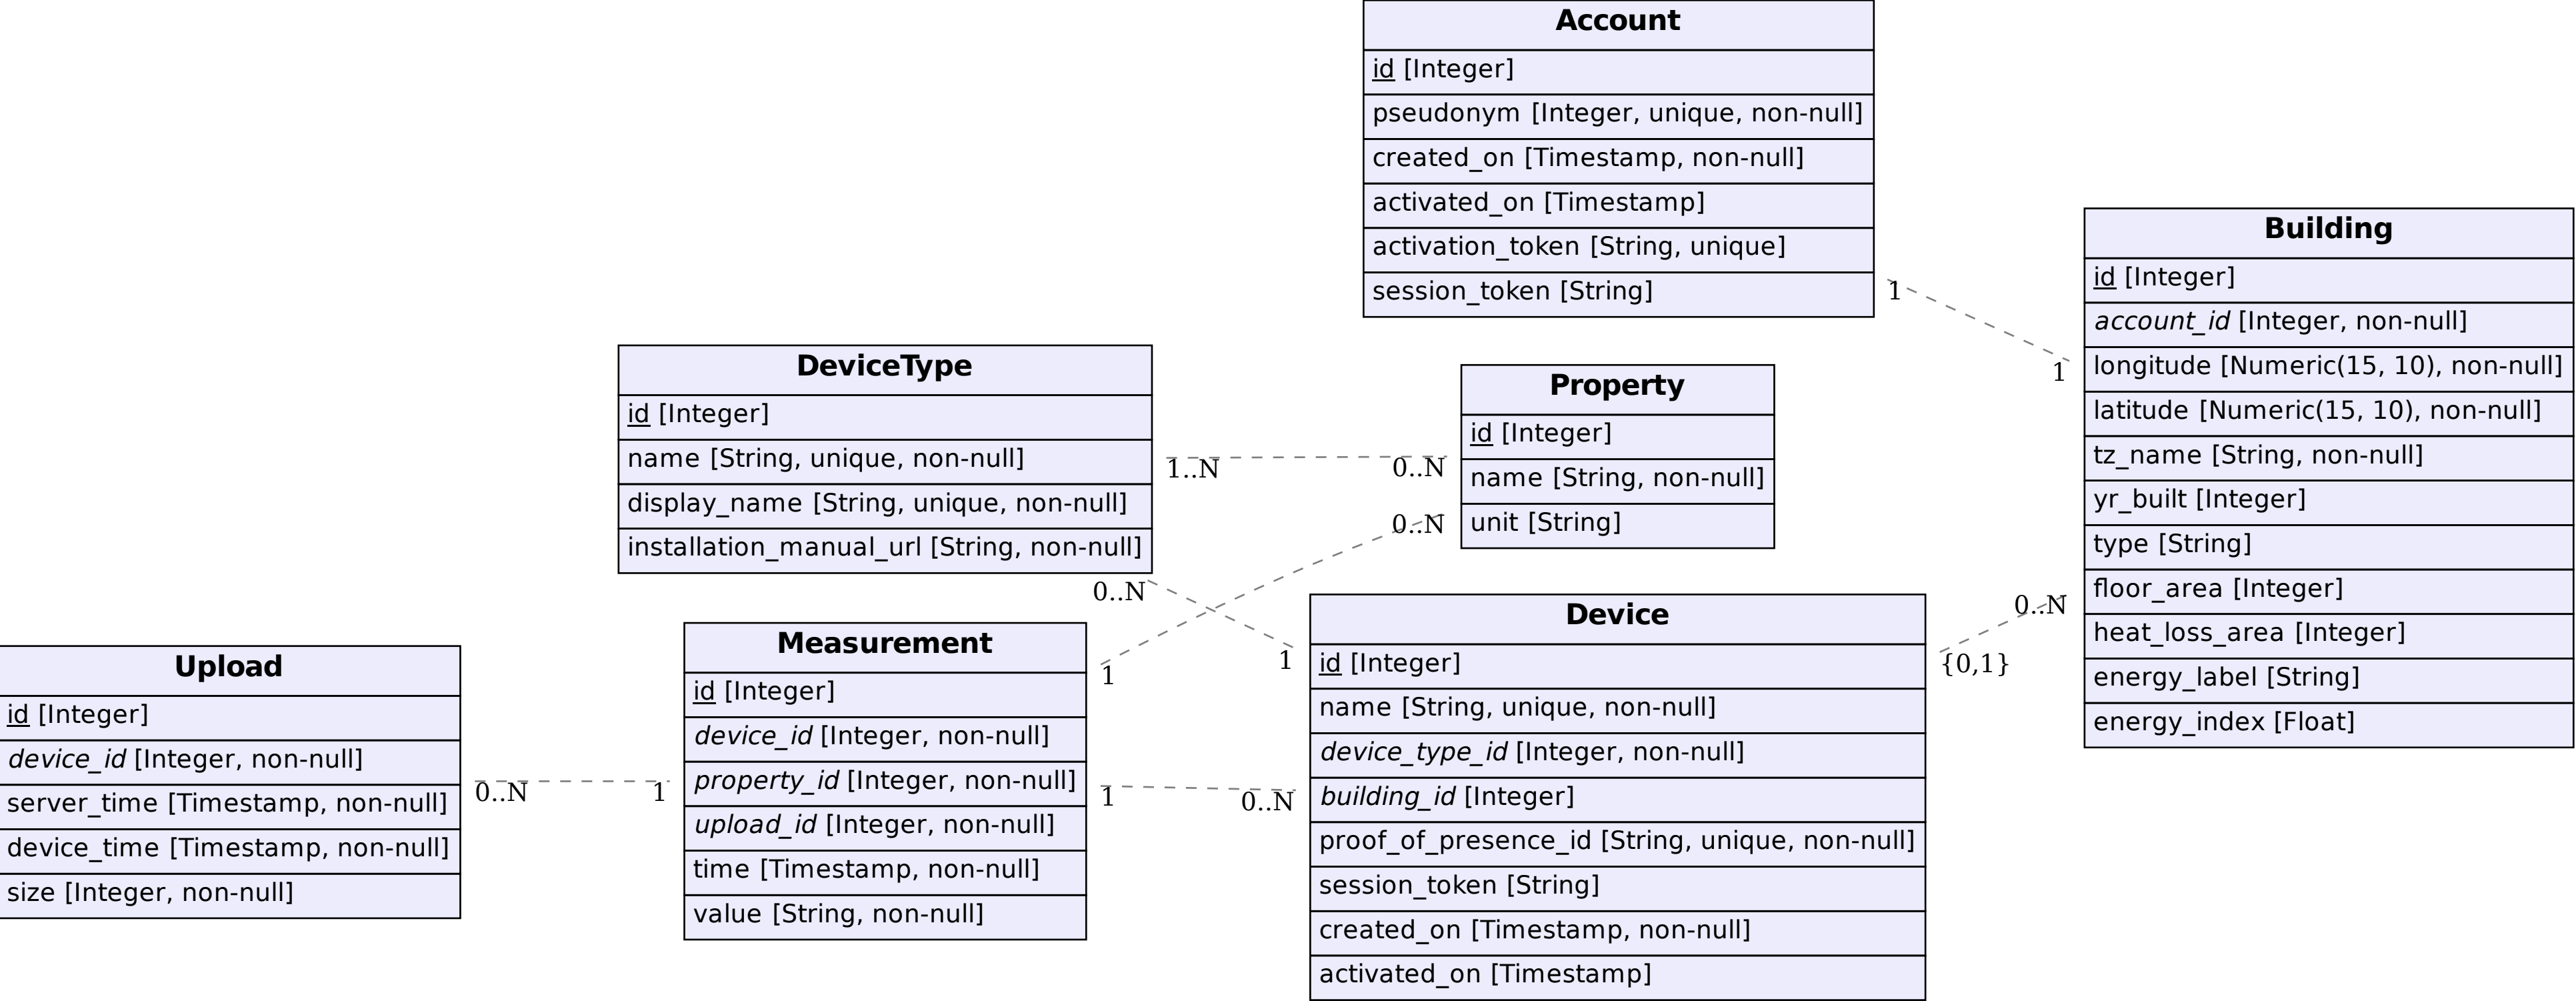 Account
id [Integer]
pseudonym [Integer, unique, non-null]
created_on [Timestamp, non-null]
activated_on [Timestamp]
activation_token [String, unique]
session_token [String]
1
1
Building
id [Integer]
account_id [Integer, non-null]
longitude [Numeric(15, 10), non-null]
latitude [Numeric(15, 10), non-null]
tz_name [String, non-null]
yr_built [Integer]
type [String]
floor_area [Integer]
heat_loss_area [Integer]
energy_label [String]
energy_index [Float]
DeviceType
id [Integer]
name [String, unique, non-null]
display_name [String, unique, non-null]
installation_manual_url [String, non-null]
1..N
0..N
Property
id [Integer]
name [String, non-null]
unit [String]
0..N
0..N
1
1
Device
id [Integer]
name [String, unique, non-null]
device_type_id [Integer, non-null]
building_id [Integer]
proof_of_presence_id [String, unique, non-null]
session_token [String]
created_on [Timestamp, non-null]
activated_on [Timestamp]
{0,1}
0..N
Measurement
id [Integer]
device_id [Integer, non-null]
property_id [Integer, non-null]
upload_id [Integer, non-null]
time [Timestamp, non-null]
value [String, non-null]
1
0..N
Upload
id [Integer]
device_id [Integer, non-null]
server_time [Timestamp, non-null]
device_time [Timestamp, non-null]
size [Integer, non-null]
0..N
1